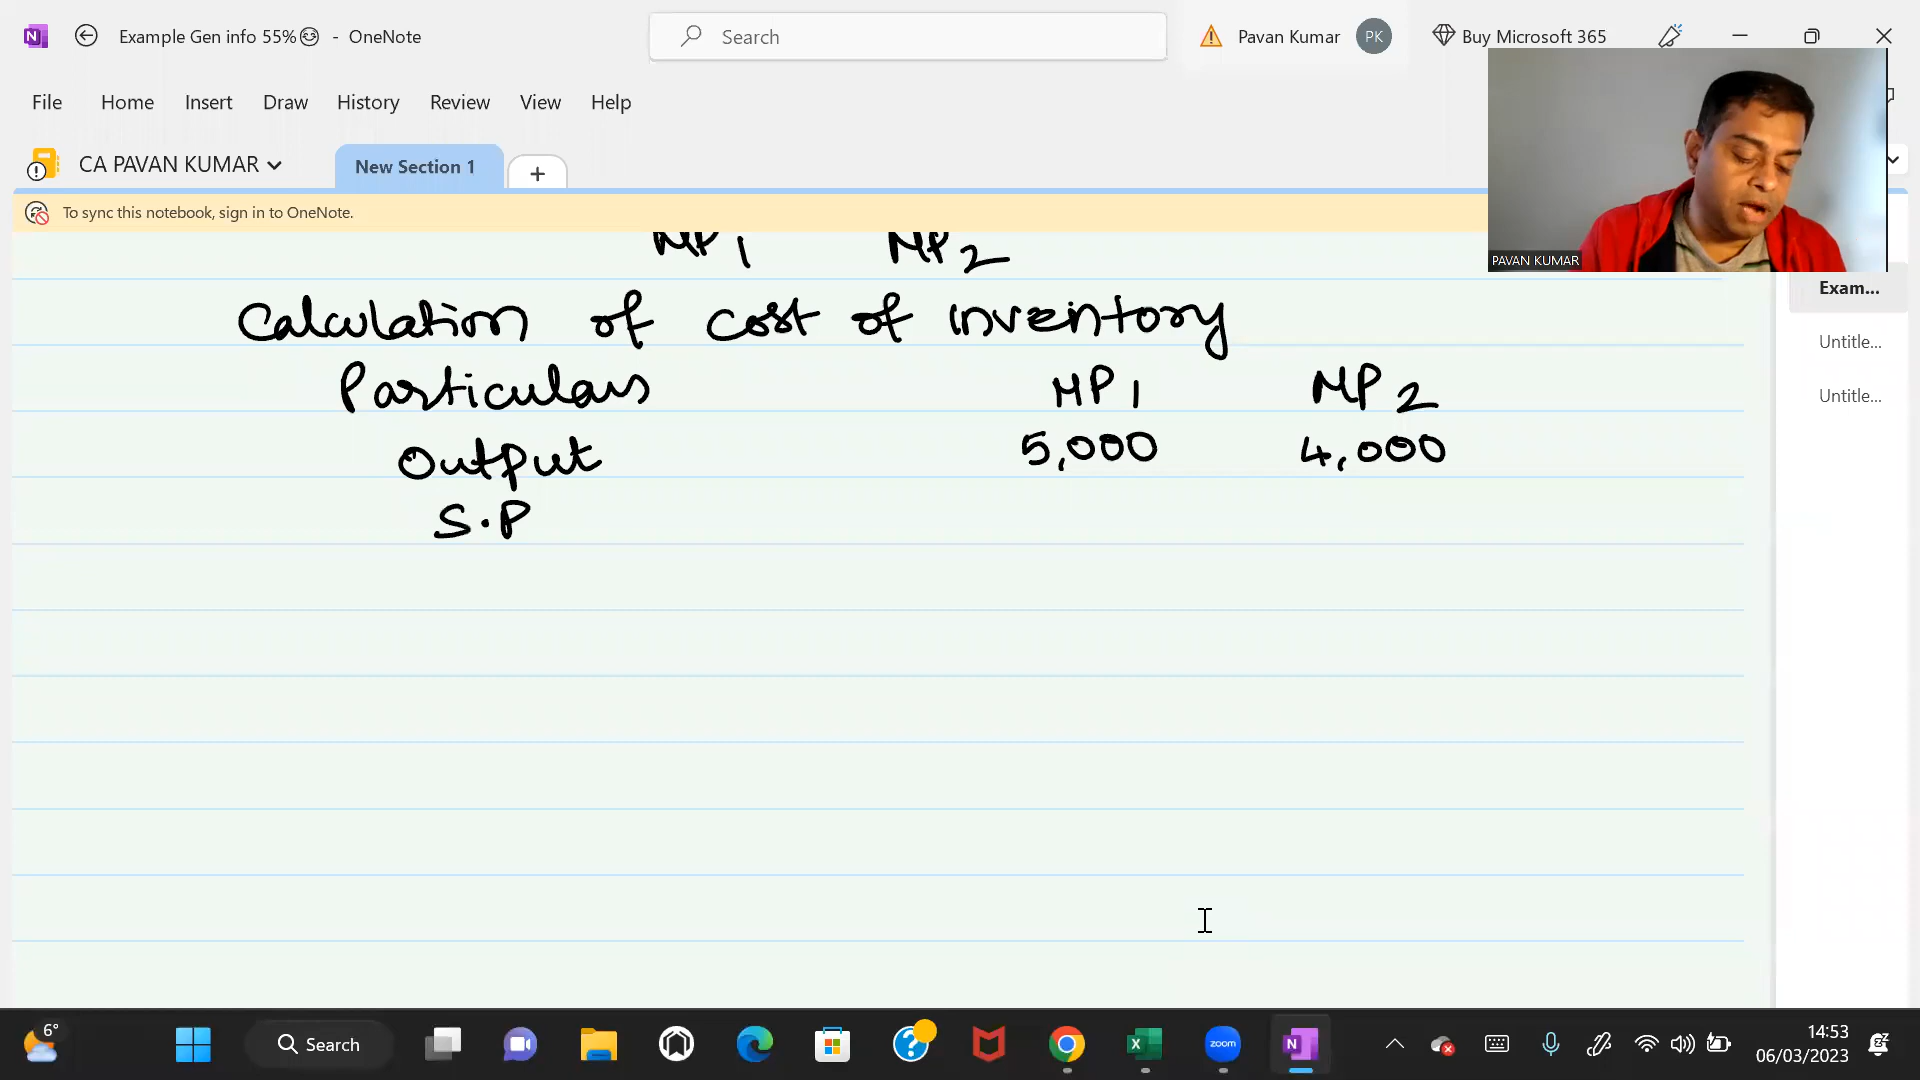 Example Gen info 55%😊 - OneNote
Search
Pavan Kumar
PK
Buy Microsoft 365
File Home Insert Draw History Review View Help
CA PAVAN KUMAR
New Section 1
+
To sync this notebook, sign in to OneNote.
PAVAN KUMAR
MP1 MP2
Calculation of cost of inventory
Particulars MP1 MP2
Output 5,000 4,000
S.P
Exam...
Untitle...
Untitle...
6°
Search
zoom
14:53
06/03/2023